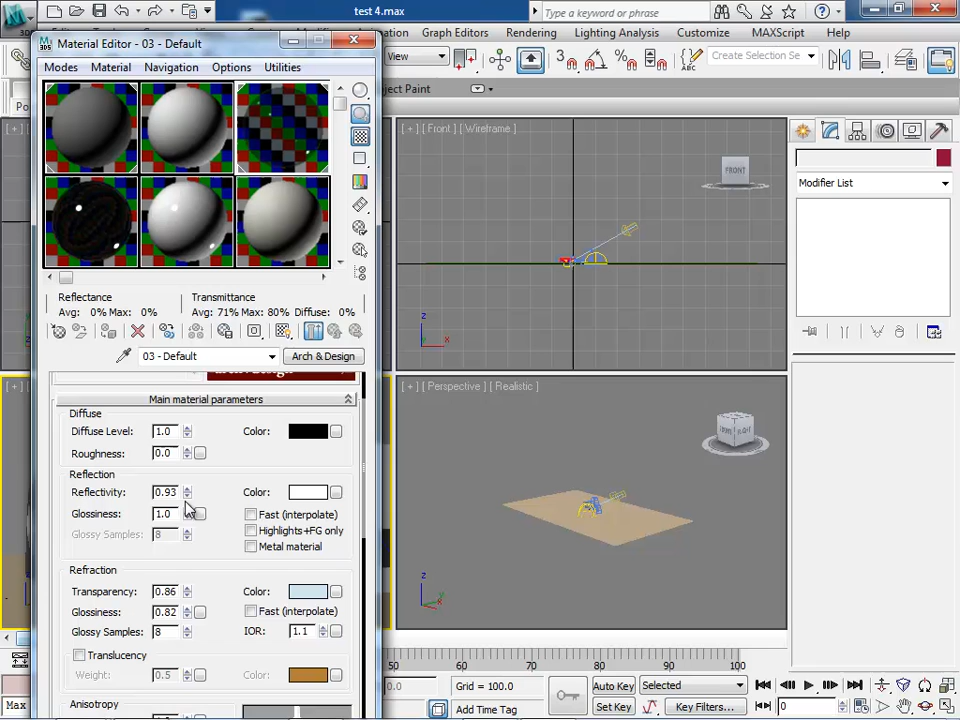 test 4.max
Type a keyword or phrase
Material Editor - 03 - Default
Graph Editors Rendering Lighting Analysis Customize MAXScript Help
Modes Material Navigation Options Utilities
View
Create Selection Se
ject Paint
Po
[ + ] [ Front ] [ Wireframe ]
FRONT
Modifier List
z
x
Reflectance
Avg: 0% Max: 0%
Transmittance
Avg: 71% Max: 80% Diffuse: 0%
03 - Default
Arch & Design
[ + ] [ Perspective ] [ Realistic ]
Main material parameters
Diffuse
Diffuse Level: 1.0 Color:
Roughness: 0.0
Reflection
Reflectivity: 0.93 Color:
Glossiness: 1.0 Fast (interpolate)
Highlights+FG only
Glossy Samples: 8
Metal material
Refraction
Transparency: 0.86 Color:
Glossiness: 0.82 Fast (interpolate)
Glossy Samples: 8 IOR: 1.1
Translucency
Weight: 0.5 Color:
Anisotropy
z
x
50 60 70 80 90 100
0.0 Grid = 100.0
Auto Key Selected
Max
Add Time Tag
Set Key Key Filters...
0